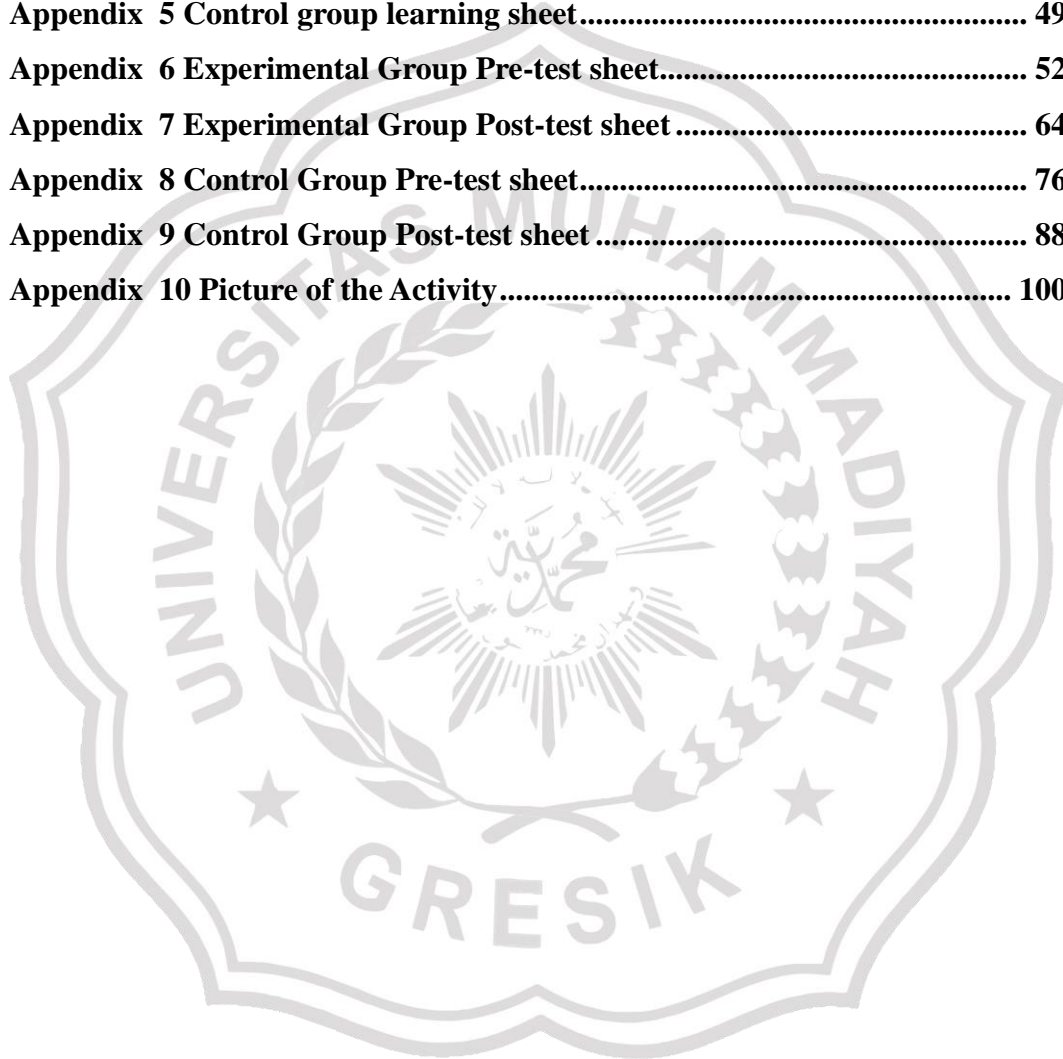 Appendix 5 Control group learning sheet........................................................ 49
Appendix 6 Experimental Group Pre-test sheet.............................................. 52
Appendix 7 Experimental Group Post-test sheet............................................ 64
Appendix 8 Control Group Pre-test sheet........................................................ 76
Appendix 9 Control Group Post-test sheet...................................................... 88
Appendix 10 Picture of the Activity................................................................ 100
UNIVERSITAS MUHAMMADIYAH
GRESIK